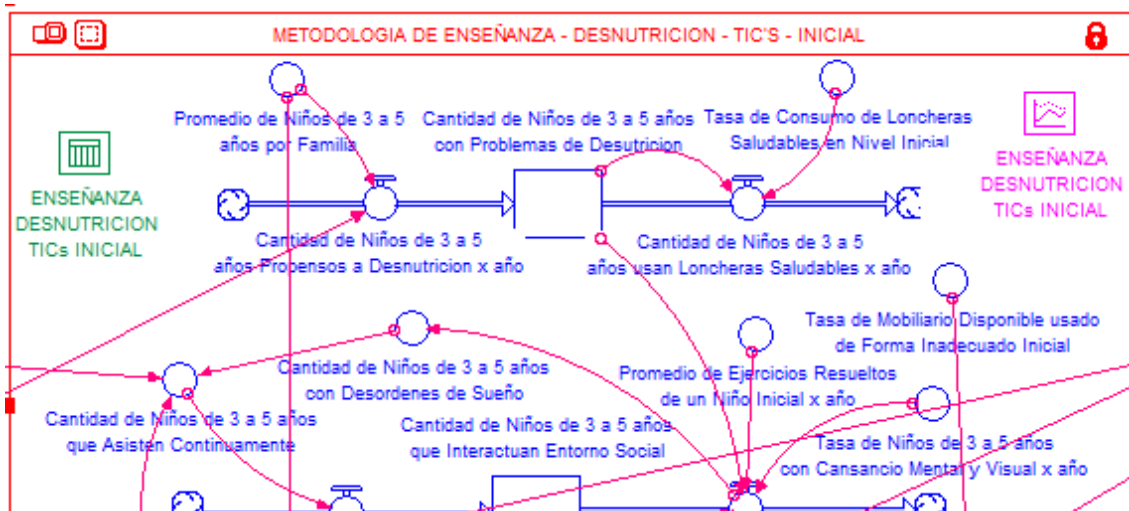 METODOLOGIA DE ENSEÑANZA - DESNUTRICION - TIC'S - INICIAL
Promedio de Niños de 3 a 5
años por Familia
Cantidad de Niños de 3 a 5 años
con Problemas de Desutricion
Tasa de Consumo de Loncheras
Saludables en Nivel Inicial
ENSEÑANZA
DESNUTRICION
TICs INICIAL
ENSEÑANZA
DESNUTRICION
TICs INICIAL
Cantidad de Niños de 3 a 5
años Propensos a Desnutricion x año
Cantidad de Niños de 3 a 5
años usan Loncheras Saludables x año
Tasa de Mobiliario Disponible usado
de Forma Inadecuado Inicial
Cantidad de Niños de 3 a 5 años
con Desordenes de Sueño
Promedio de Ejercicios Resueltos
de un Niño Inicial x año
Cantidad de Niños de 3 a 5 años
que Asisten Continuamente
Cantidad de Niños de 3 a 5 años
que Interactuan Entorno Social
Tasa de Niños de 3 a 5 años
con Cansancio Mental y Visual x año